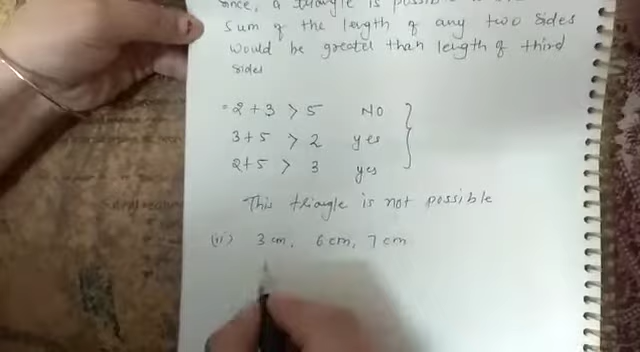 Since, a triangle is possible
Sum of the length of any two sides
would be greater than length of third
sides
= 2 + 3 > 5 No
3 + 5 > 2 yes
2 + 5 > 3 yes
This triangle is not possible
(ii) 3 cm, 6 cm, 7 cm